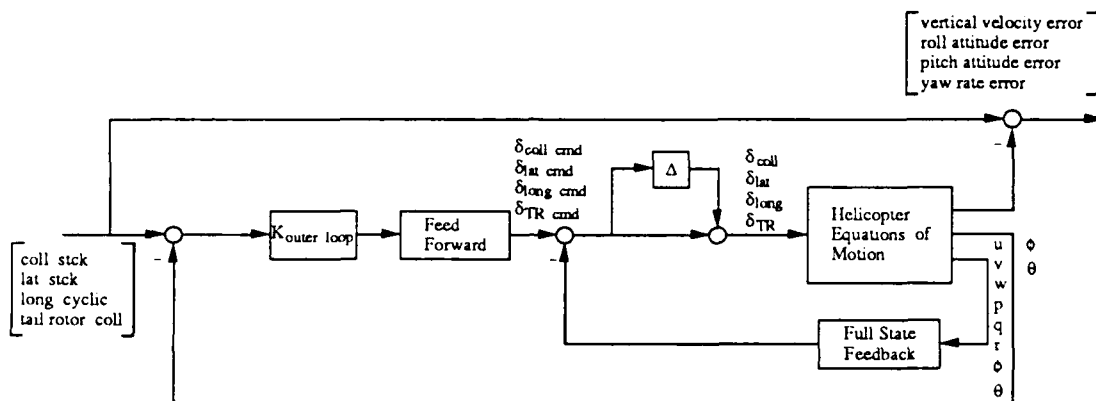 vertical velocity error
roll attitude error
pitch attitude error
yaw rate error
δcoll cmd
δlat cmd
δlong cmd
δTR cmd
Δ
δcoll
δlat
δlong
δTR
Kouter loop
Feed
Forward
Helicopter
Equations of
Motion
coll stck
lat stck
long cyclic
tail rotor coll
u
v
w
p
q
r
ϕ
θ
ϕ
θ
Full State
Feedback
-
-
-